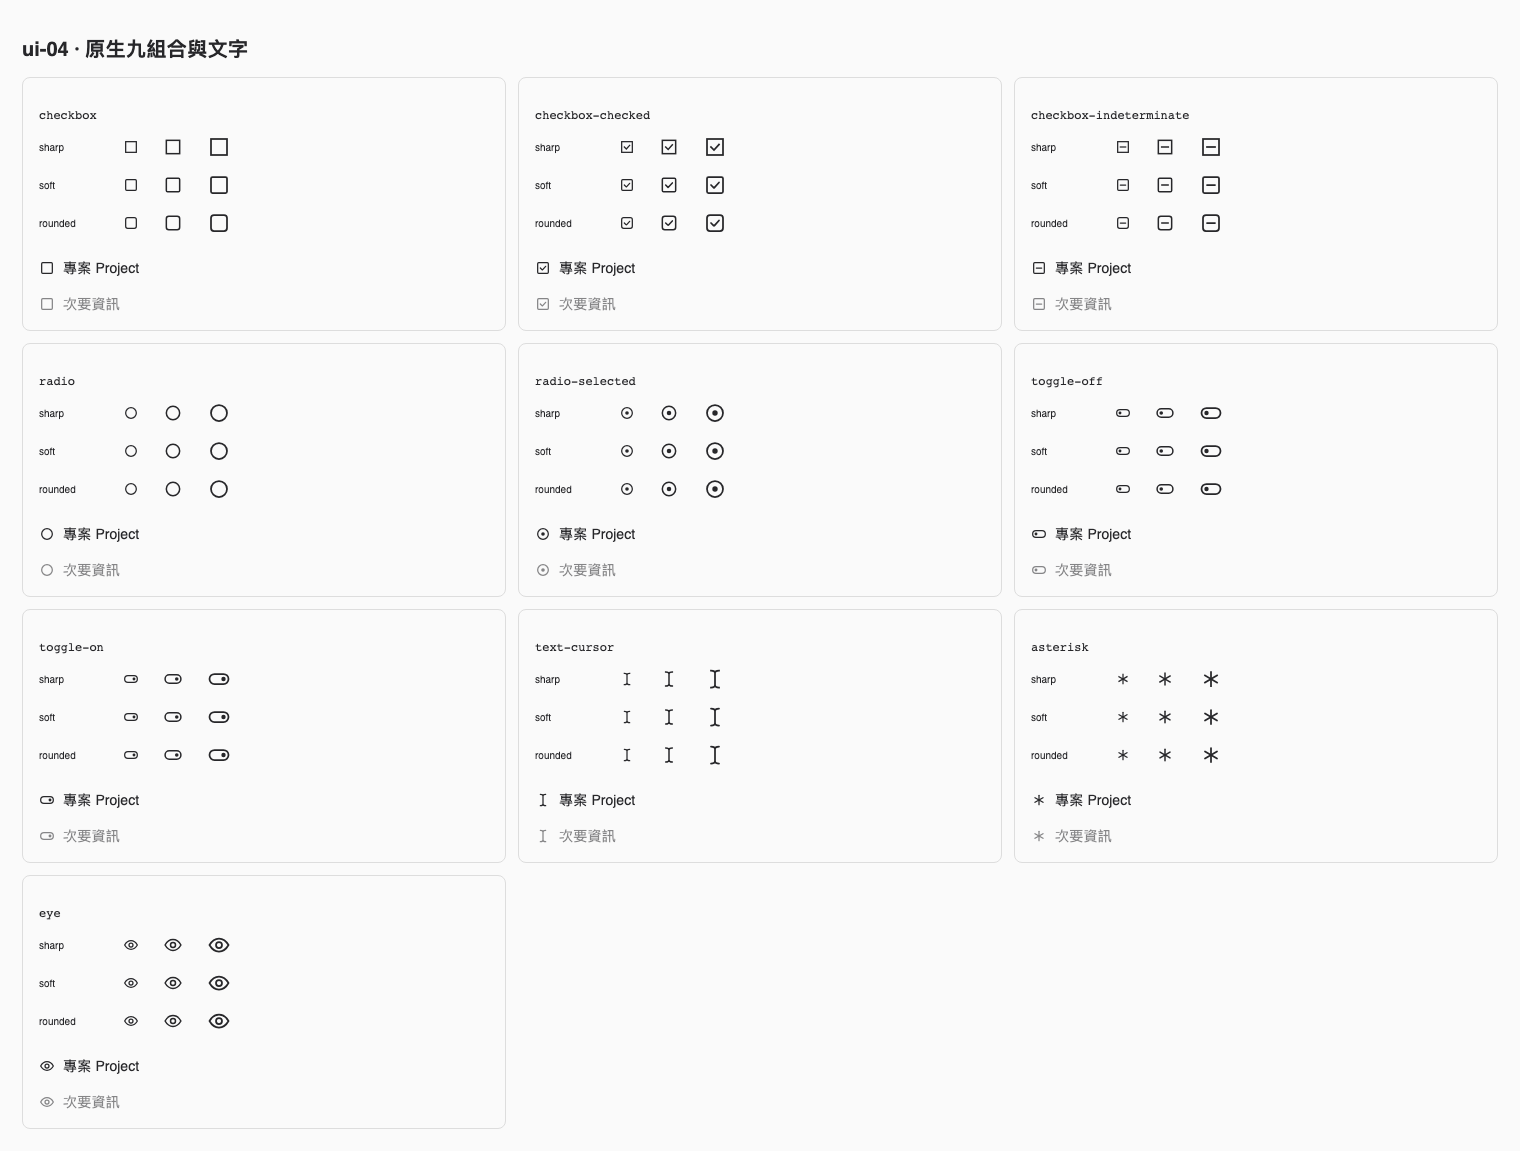 ui-04 · 原生九組合與文字
checkbox
sharp
soft
rounded
專案 Project
次要資訊
checkbox-checked
sharp
soft
rounded
專案 Project
次要資訊
checkbox-indeterminate
sharp
soft
rounded
專案 Project
次要資訊
radio
sharp
soft
rounded
專案 Project
次要資訊
radio-selected
sharp
soft
rounded
專案 Project
次要資訊
toggle-off
sharp
soft
rounded
專案 Project
次要資訊
toggle-on
sharp
soft
rounded
專案 Project
次要資訊
text-cursor
sharp
soft
rounded
專案 Project
次要資訊
asterisk
sharp
soft
rounded
專案 Project
次要資訊
eye
sharp
soft
rounded
專案 Project
次要資訊